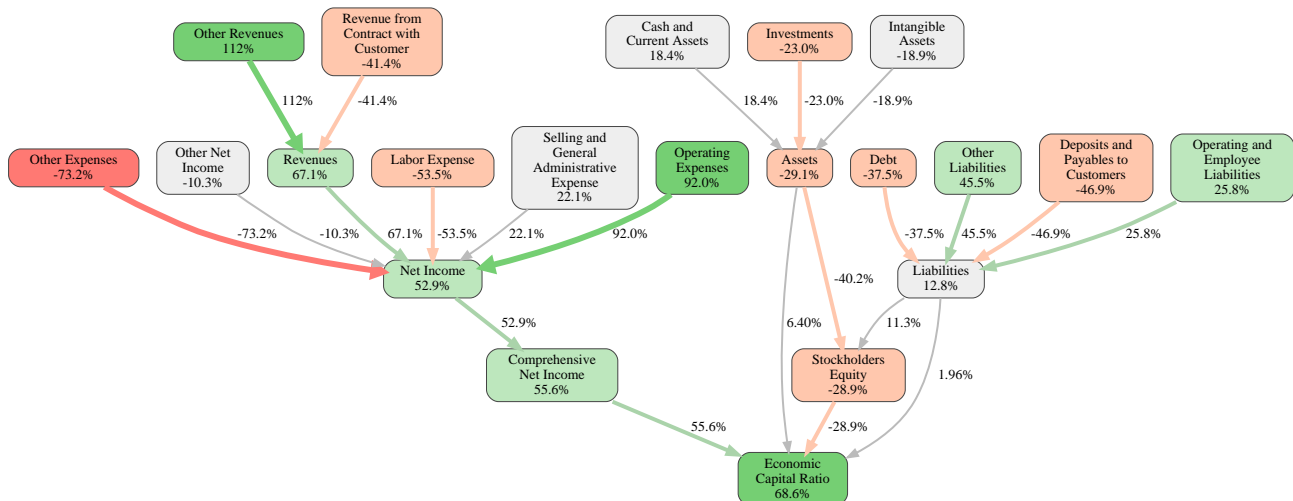 Other Revenues
112%
Revenue from
Contract with
Customer
-41.4%
Cash and
Current Assets
18.4%
Investments
-23.0%
Intangible
Assets
-18.9%
112%
-41.4%
18.4%
-23.0%
-18.9%
Other Expenses
-73.2%
Other Net
Income
-10.3%
Revenues
67.1%
Labor Expense
-53.5%
Selling and
General
Administrative
Expense
22.1%
Operating
Expenses
92.0%
Assets
-29.1%
Debt
-37.5%
Other
Liabilities
45.5%
Deposits and
Payables to
Customers
-46.9%
Operating and
Employee
Liabilities
25.8%
-73.2%
-10.3%
67.1%
-53.5%
22.1%
92.0%
-37.5%
45.5%
-46.9%
25.8%
Net Income
52.9%
-40.2%
Liabilities
12.8%
52.9%
6.40%
11.3%
Comprehensive
Net Income
55.6%
Stockholders
Equity
-28.9%
1.96%
55.6%
-28.9%
Economic
Capital Ratio
68.6%